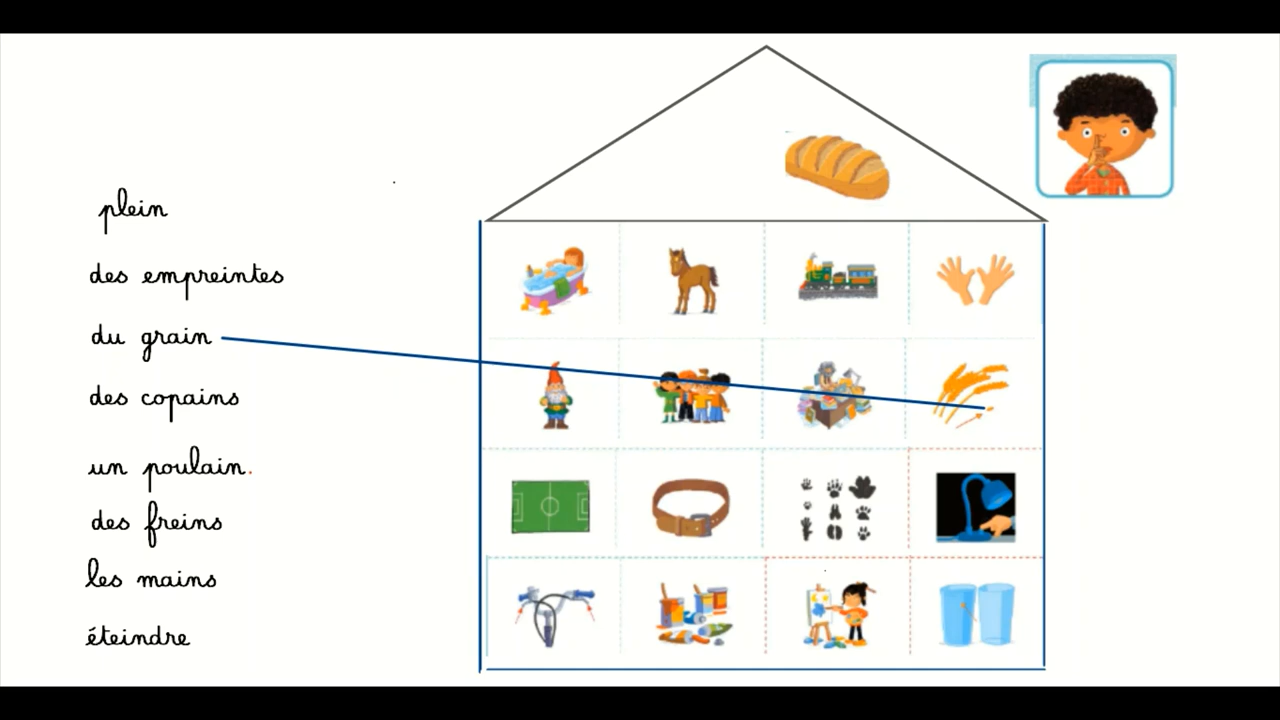 plein
des empreintes
du grain
des copains
un poulain.
des freins
les mains
éteindre